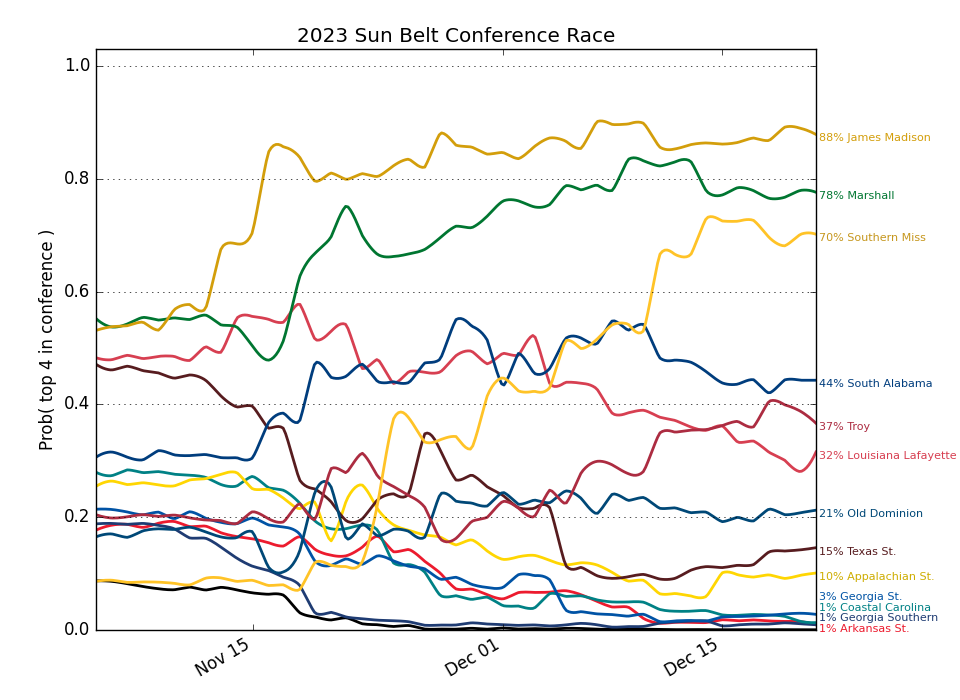 2023 Sun Belt Conference Race
Prob( top 4 in conference )
1.0
0.8
0.6
0.4
0.2
0.0
Nov 15
Dec 01
Dec 15
88% James Madison
78% Marshall
70% Southern Miss
44% South Alabama
37% Troy
32% Louisiana Lafayette
21% Old Dominion
15% Texas St.
10% Appalachian St.
3% Georgia St.
1% Coastal Carolina
1% Georgia Southern
1% Arkansas St.